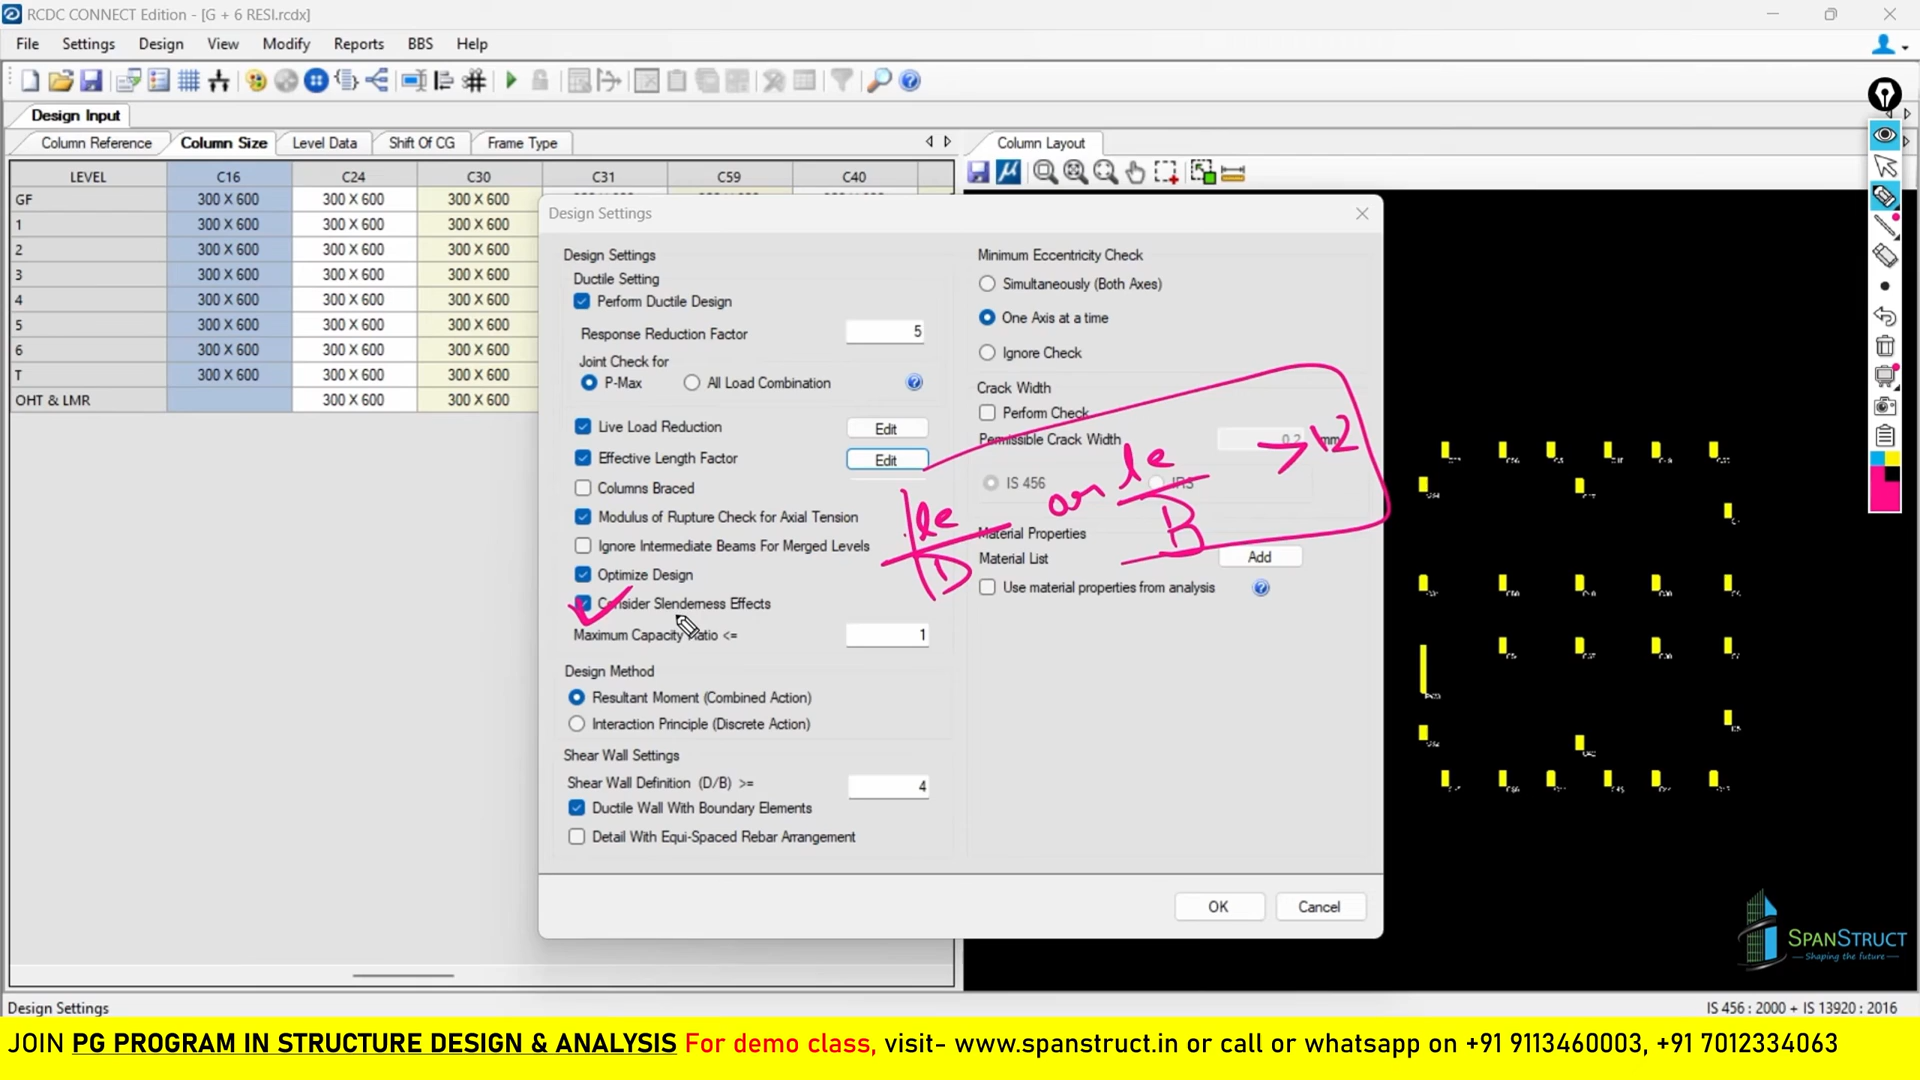 RCDC CONNECT Edition - [G + 6 RESI.rcdx]
File Settings Design View Modify Reports BBS Help
Design Input
Column Reference Column Size Level Data Shift Of CG Frame Type
Column Layout
LEVEL C16 C24 C30 C31 C59 C40
GF 300 X 600 300 X 600 300 X 600
1 300 X 600 300 X 600 300 X 600
2 300 X 600 300 X 600 300 X 600
3 300 X 600 300 X 600 300 X 600
4 300 X 600 300 X 600 300 X 600
5 300 X 600 300 X 600 300 X 600
6 300 X 600 300 X 600 300 X 600
T 300 X 600 300 X 600 300 X 600
OHT & LMR 300 X 600 300 X 600
Design Settings
Design Settings
Ductile Setting
Perform Ductile Design
Response Reduction Factor 5
Joint Check for
P-Max All Load Combination
Live Load Reduction Edit
Effective Length Factor Edit
Columns Braced
Modulus of Rupture Check for Axial Tension
Ignore Intermediate Beams For Merged Levels
Optimize Design
Consider Slenderness Effects
Maximum Capacity Ratio <= 1
Design Method
Resultant Moment (Combined Action)
Interaction Principle (Discrete Action)
Shear Wall Settings
Shear Wall Definition (D/B) >= 4
Ductile Wall With Boundary Elements
Detail With Equi-Spaced Rebar Arrangement
Minimum Eccentricity Check
Simultaneously (Both Axes)
One Axis at a time
Ignore Check
Crack Width
Perform Check
Permissible Crack Width 0.2 mm
IS 456 IRS
Material Properties
Material List Add
Use material properties from analysis
le/D or le/B > 12
OK Cancel
SPANSTRUCT
Shaping the future
Design Settings
IS 456 : 2000 + IS 13920 : 2016
JOIN PG PROGRAM IN STRUCTURE DESIGN & ANALYSIS For demo class, visit- www.spanstruct.in or call or whatsapp on +91 9113460003, +91 7012334063